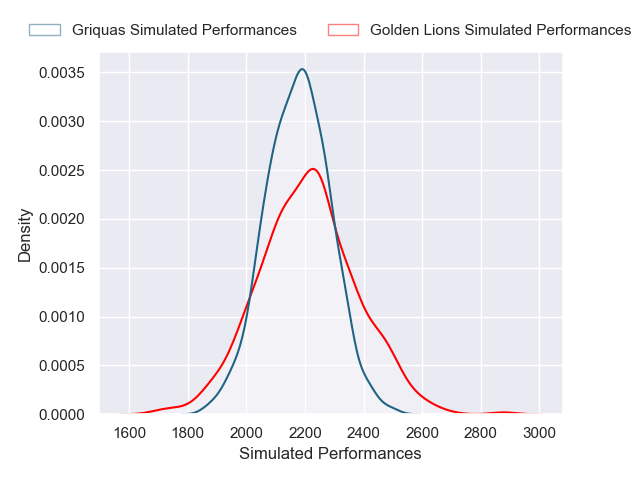 Griquas Simulated Performances
Golden Lions Simulated Performances
0.0035
0.0030
0.0025
0.0020
0.0015
0.0010
0.0005
0.0000
Density
1600 1800 2000 2200 2400 2600 2800 3000
Simulated Performances